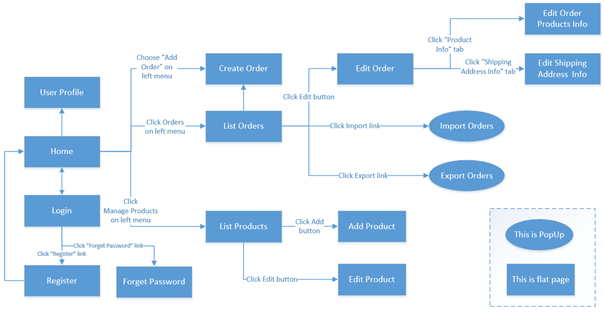 Edit Order
Products Info
Click "Product
Info" tab
Choose "Add
Order" on
left menu
Create Order
Edit Order
Click "Shipping
Address Info" tab
Edit Shipping
Address Info
User Profile
Click Edit button
Click Orders
on left menu
List Orders
Click Import link
Import Orders
Home
Click Export link
Export Orders
Click
Manage Products
on left menu
Login
List Products
Click Add
button
Add Product
This is PopUp
Click "Forget Password" link
Click "Register" link
Register
Forget Password
Click Edit button
Edit Product
This is flat page